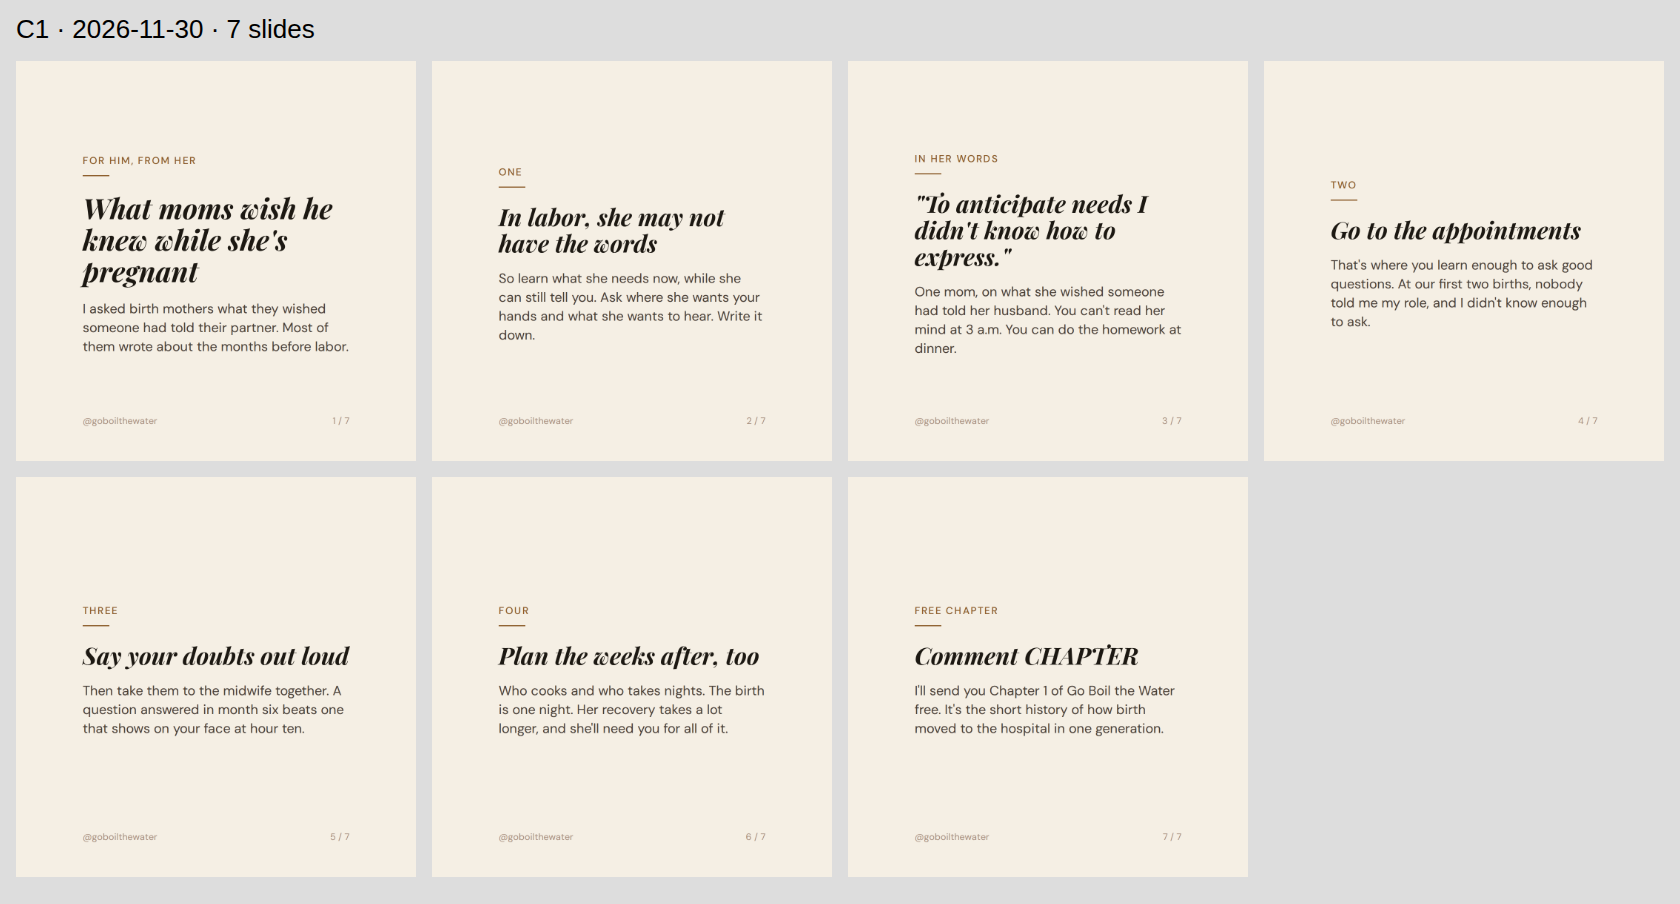 C1 · 2026-11-30 · 7 slides
FOR HIM, FROM HER
What moms wish he
knew while she's
pregnant
I asked birth mothers what they wished
someone had told their partner. Most of
them wrote about the months before labor.
@goboilthewater
1 / 7
ONE
In labor, she may not
have the words
So learn what she needs now, while she
can still tell you. Ask where she wants your
hands and what she wants to hear. Write it
down.
@goboilthewater
2 / 7
IN HER WORDS
"To anticipate needs I
didn't know how to
express."
One mom, on what she wished someone
had told her husband. You can't read her
mind at 3 a.m. You can do the homework at
dinner.
@goboilthewater
3 / 7
TWO
Go to the appointments
That's where you learn enough to ask good
questions. At our first two births, nobody
told me my role, and I didn't know enough
to ask.
@goboilthewater
4 / 7
THREE
Say your doubts out loud
Then take them to the midwife together. A
question answered in month six beats one
that shows on your face at hour ten.
@goboilthewater
5 / 7
FOUR
Plan the weeks after, too
Who cooks and who takes nights. The birth
is one night. Her recovery takes a lot
longer, and she'll need you for all of it.
@goboilthewater
6 / 7
FREE CHAPTER
Comment CHAPTER
I'll send you Chapter 1 of Go Boil the Water
free. It's the short history of how birth
moved to the hospital in one generation.
@goboilthewater
7 / 7